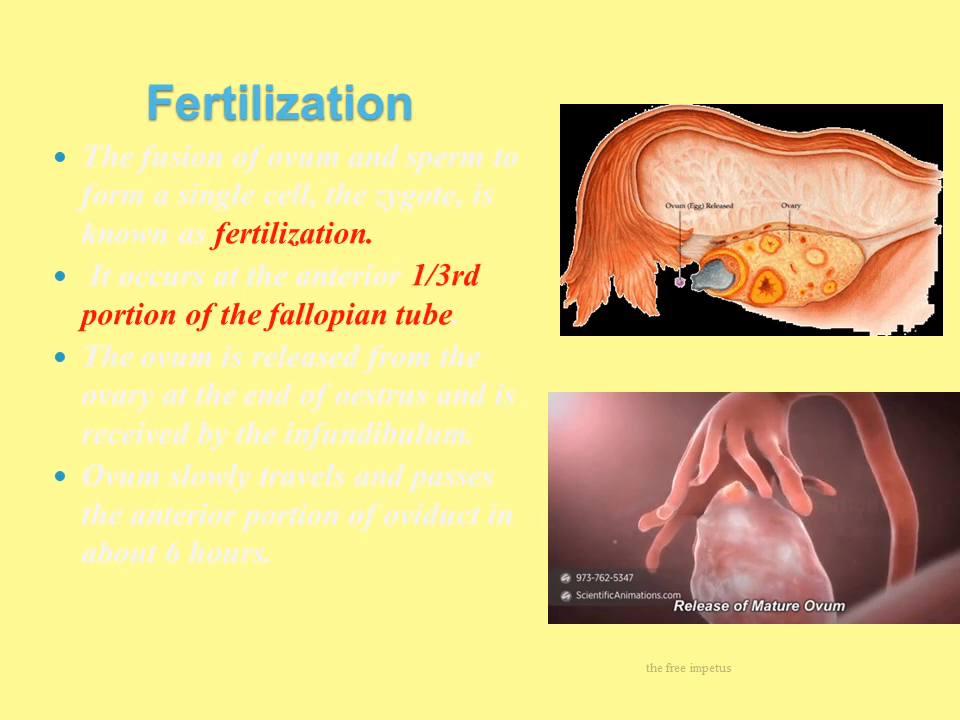 Fertilization
• The fusion of ovum and sperm to
form a single cell, the zygote, is
known as fertilization.
• It occurs at the anterior 1/3rd
portion of the fallopian tube.
• The ovum is released from the
ovary at the end of oestrus and is
received by the infundibulum.
• Ovum slowly travels and passes
the anterior portion of oviduct in
about 6 hours.
Ovum (Egg) Released
Ovary
973-762-5347
ScientificAnimations.com
Release of Mature Ovum
the free impetus